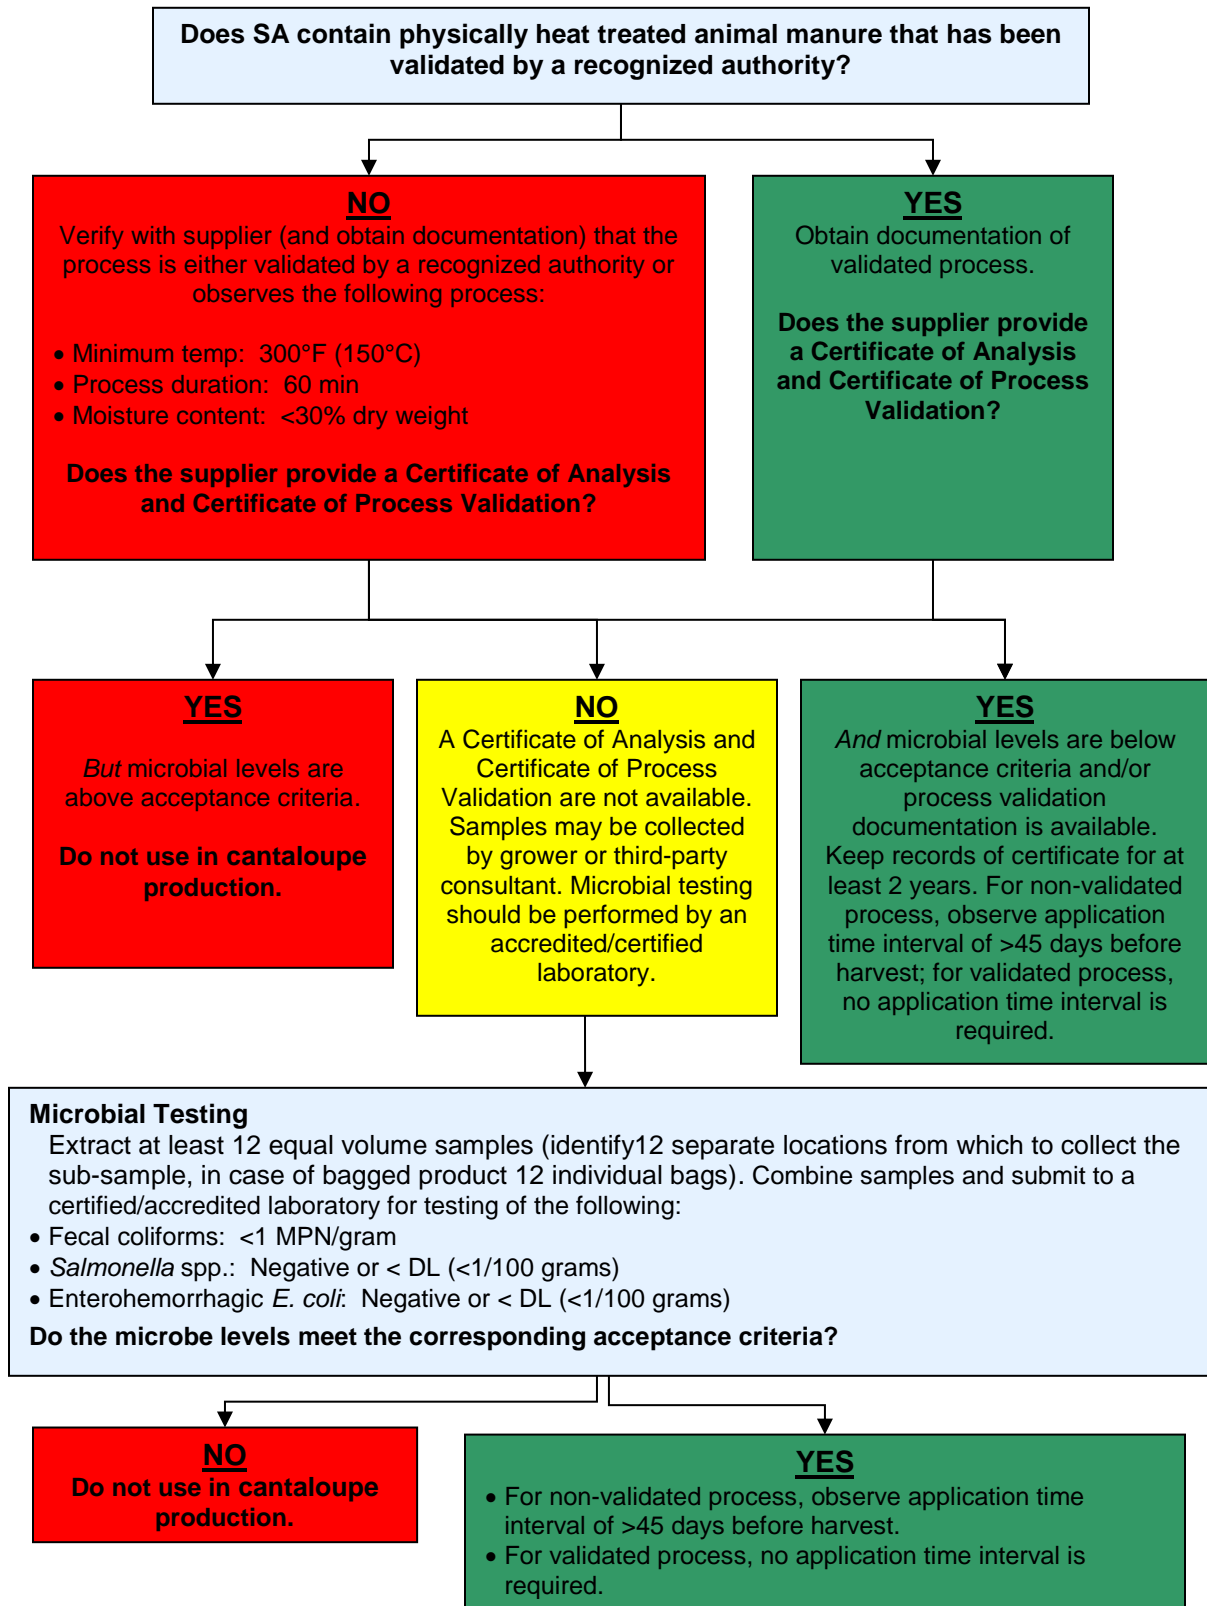 Does SA contain physically heat treated animal manure that has been
validated by a recognized authority?
NO
Verify with supplier (and obtain documentation) that the
process is either validated by a recognized authority or
observes the following process:
• Minimum temp:  300°F (150°C)
• Process duration:  60 min
• Moisture content:  <30% dry weight
Does the supplier provide a Certificate of Analysis
and Certificate of Process Validation?
YES
Obtain documentation of
validated process.
Does the supplier provide
a Certificate of Analysis
and Certificate of Process
Validation?
YES
But microbial levels are
above acceptance criteria.
Do not use in cantaloupe
production.
NO
A Certificate of Analysis and
Certificate of Process
Validation are not available.
Samples may be collected
by grower or third-party
consultant. Microbial testing
should be performed by an
accredited/certified
laboratory.
YES
And microbial levels are below
acceptance criteria and/or
process validation
documentation is available.
Keep records of certificate for at
least 2 years. For non-validated
process, observe application
time interval of >45 days before
harvest; for validated process,
no application time interval is
required.
Microbial Testing
Extract at least 12 equal volume samples (identify12 separate locations from which to collect the
sub-sample, in case of bagged product 12 individual bags). Combine samples and submit to a
certified/accredited laboratory for testing of the following:
• Fecal coliforms:  <1 MPN/gram
• Salmonella spp.:  Negative or < DL (<1/100 grams)
• Enterohemorrhagic E. coli:  Negative or < DL (<1/100 grams)
Do the microbe levels meet the corresponding acceptance criteria?
NO
Do not use in cantaloupe
production.
YES
• For non-validated process, observe application time
interval of >45 days before harvest.
• For validated process, no application time interval is
required.